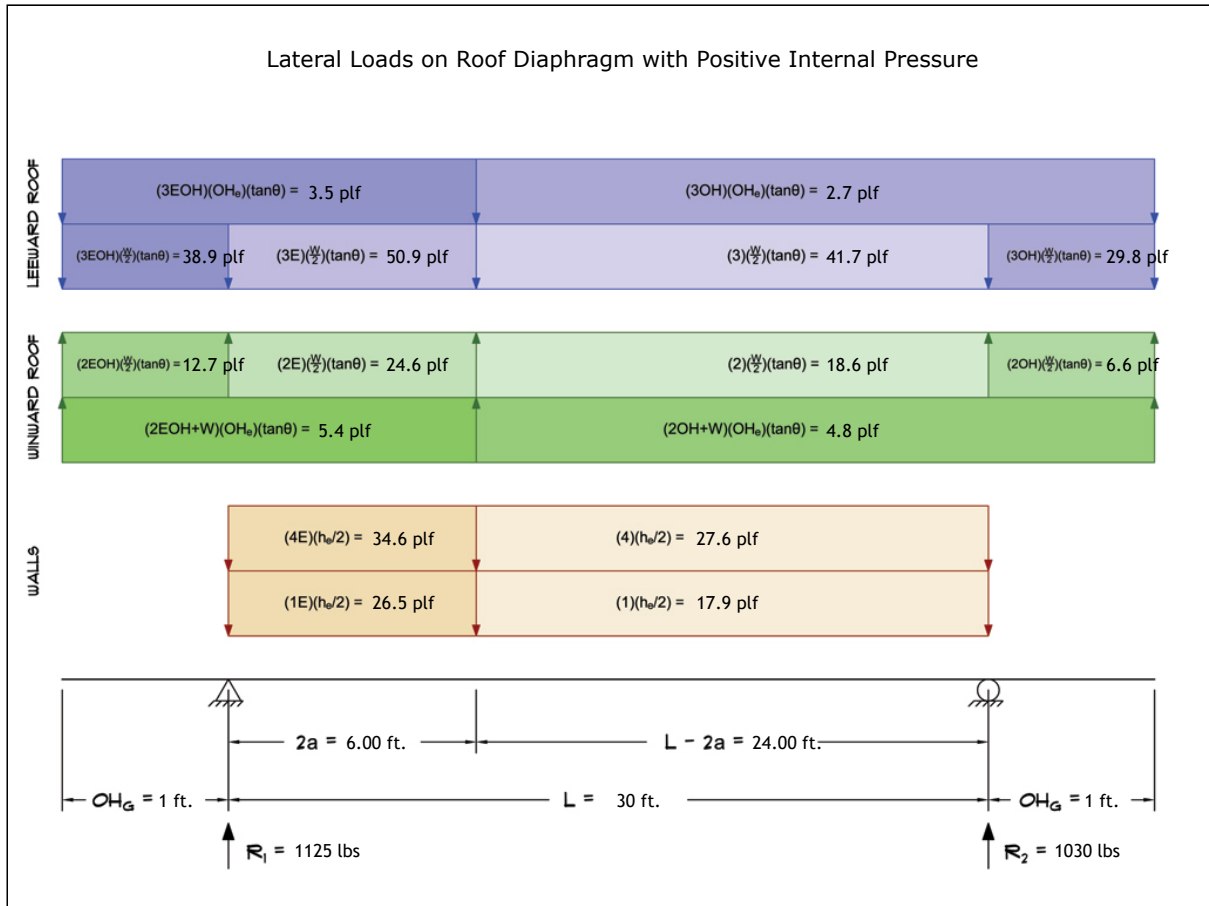 Lateral Loads on Roof Diaphragm with Positive Internal Pressure
LEEWARD ROOF
(3EOH)(OHₑ)(tanθ) = 3.5 plf
(3OH)(OHₑ)(tanθ) = 2.7 plf
(3EOH)(W/2)(tanθ) = 38.9 plf
(3E)(W/2)(tanθ) = 50.9 plf
(3)(W/2)(tanθ) = 41.7 plf
(3OH)(W/2)(tanθ) = 29.8 plf
WINWARD ROOF
(2EOH)(W/2)(tanθ) = 12.7 plf
(2E)(W/2)(tanθ) = 24.6 plf
(2)(W/2)(tanθ) = 18.6 plf
(2OH)(W/2)(tanθ) = 6.6 plf
(2EOH+W)(OHₑ)(tanθ) = 5.4 plf
(2OH+W)(OHₑ)(tanθ) = 4.8 plf
WALLS
(4E)(hₑ/2) = 34.6 plf
(4)(hₑ/2) = 27.6 plf
(1E)(hₑ/2) = 26.5 plf
(1)(hₑ/2) = 17.9 plf
2a = 6.00 ft.
L - 2a = 24.00 ft.
OH_G = 1 ft.
L = 30 ft.
OH_G = 1 ft.
R₁ = 1125 lbs
R₂ = 1030 lbs